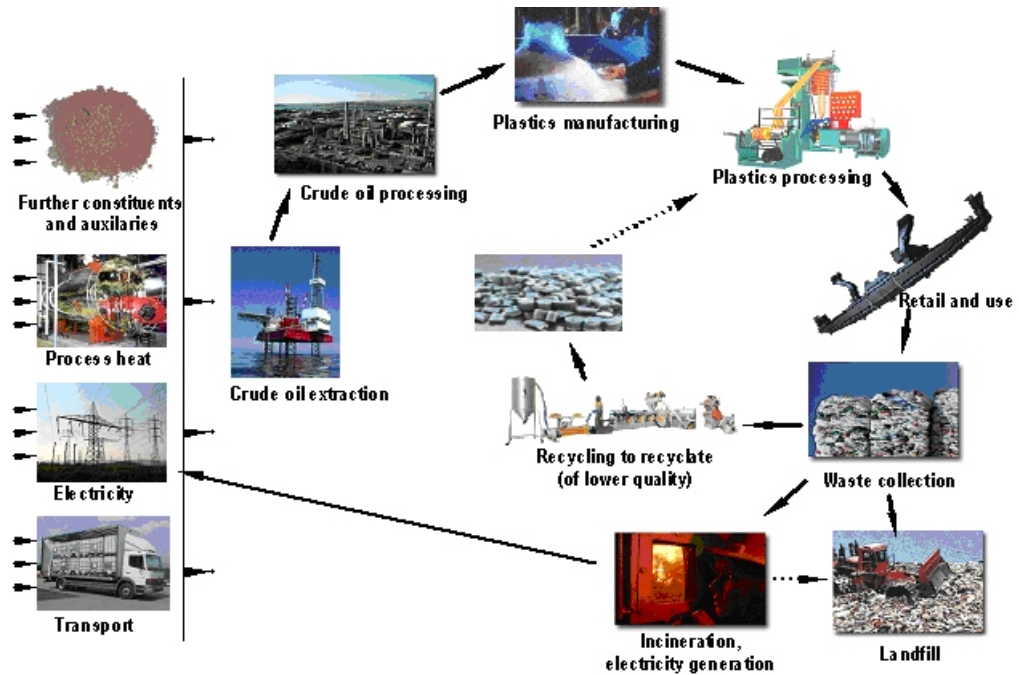 Further constituents
and auxilaries
Process heat
Electricity
Transport
Crude oil extraction
Crude oil processing
Plastics manufacturing
Plastics processing
Retail and use
Waste collection
Recycling to recyclate
(of lower quality)
Incineration,
electricity generation
Landfill